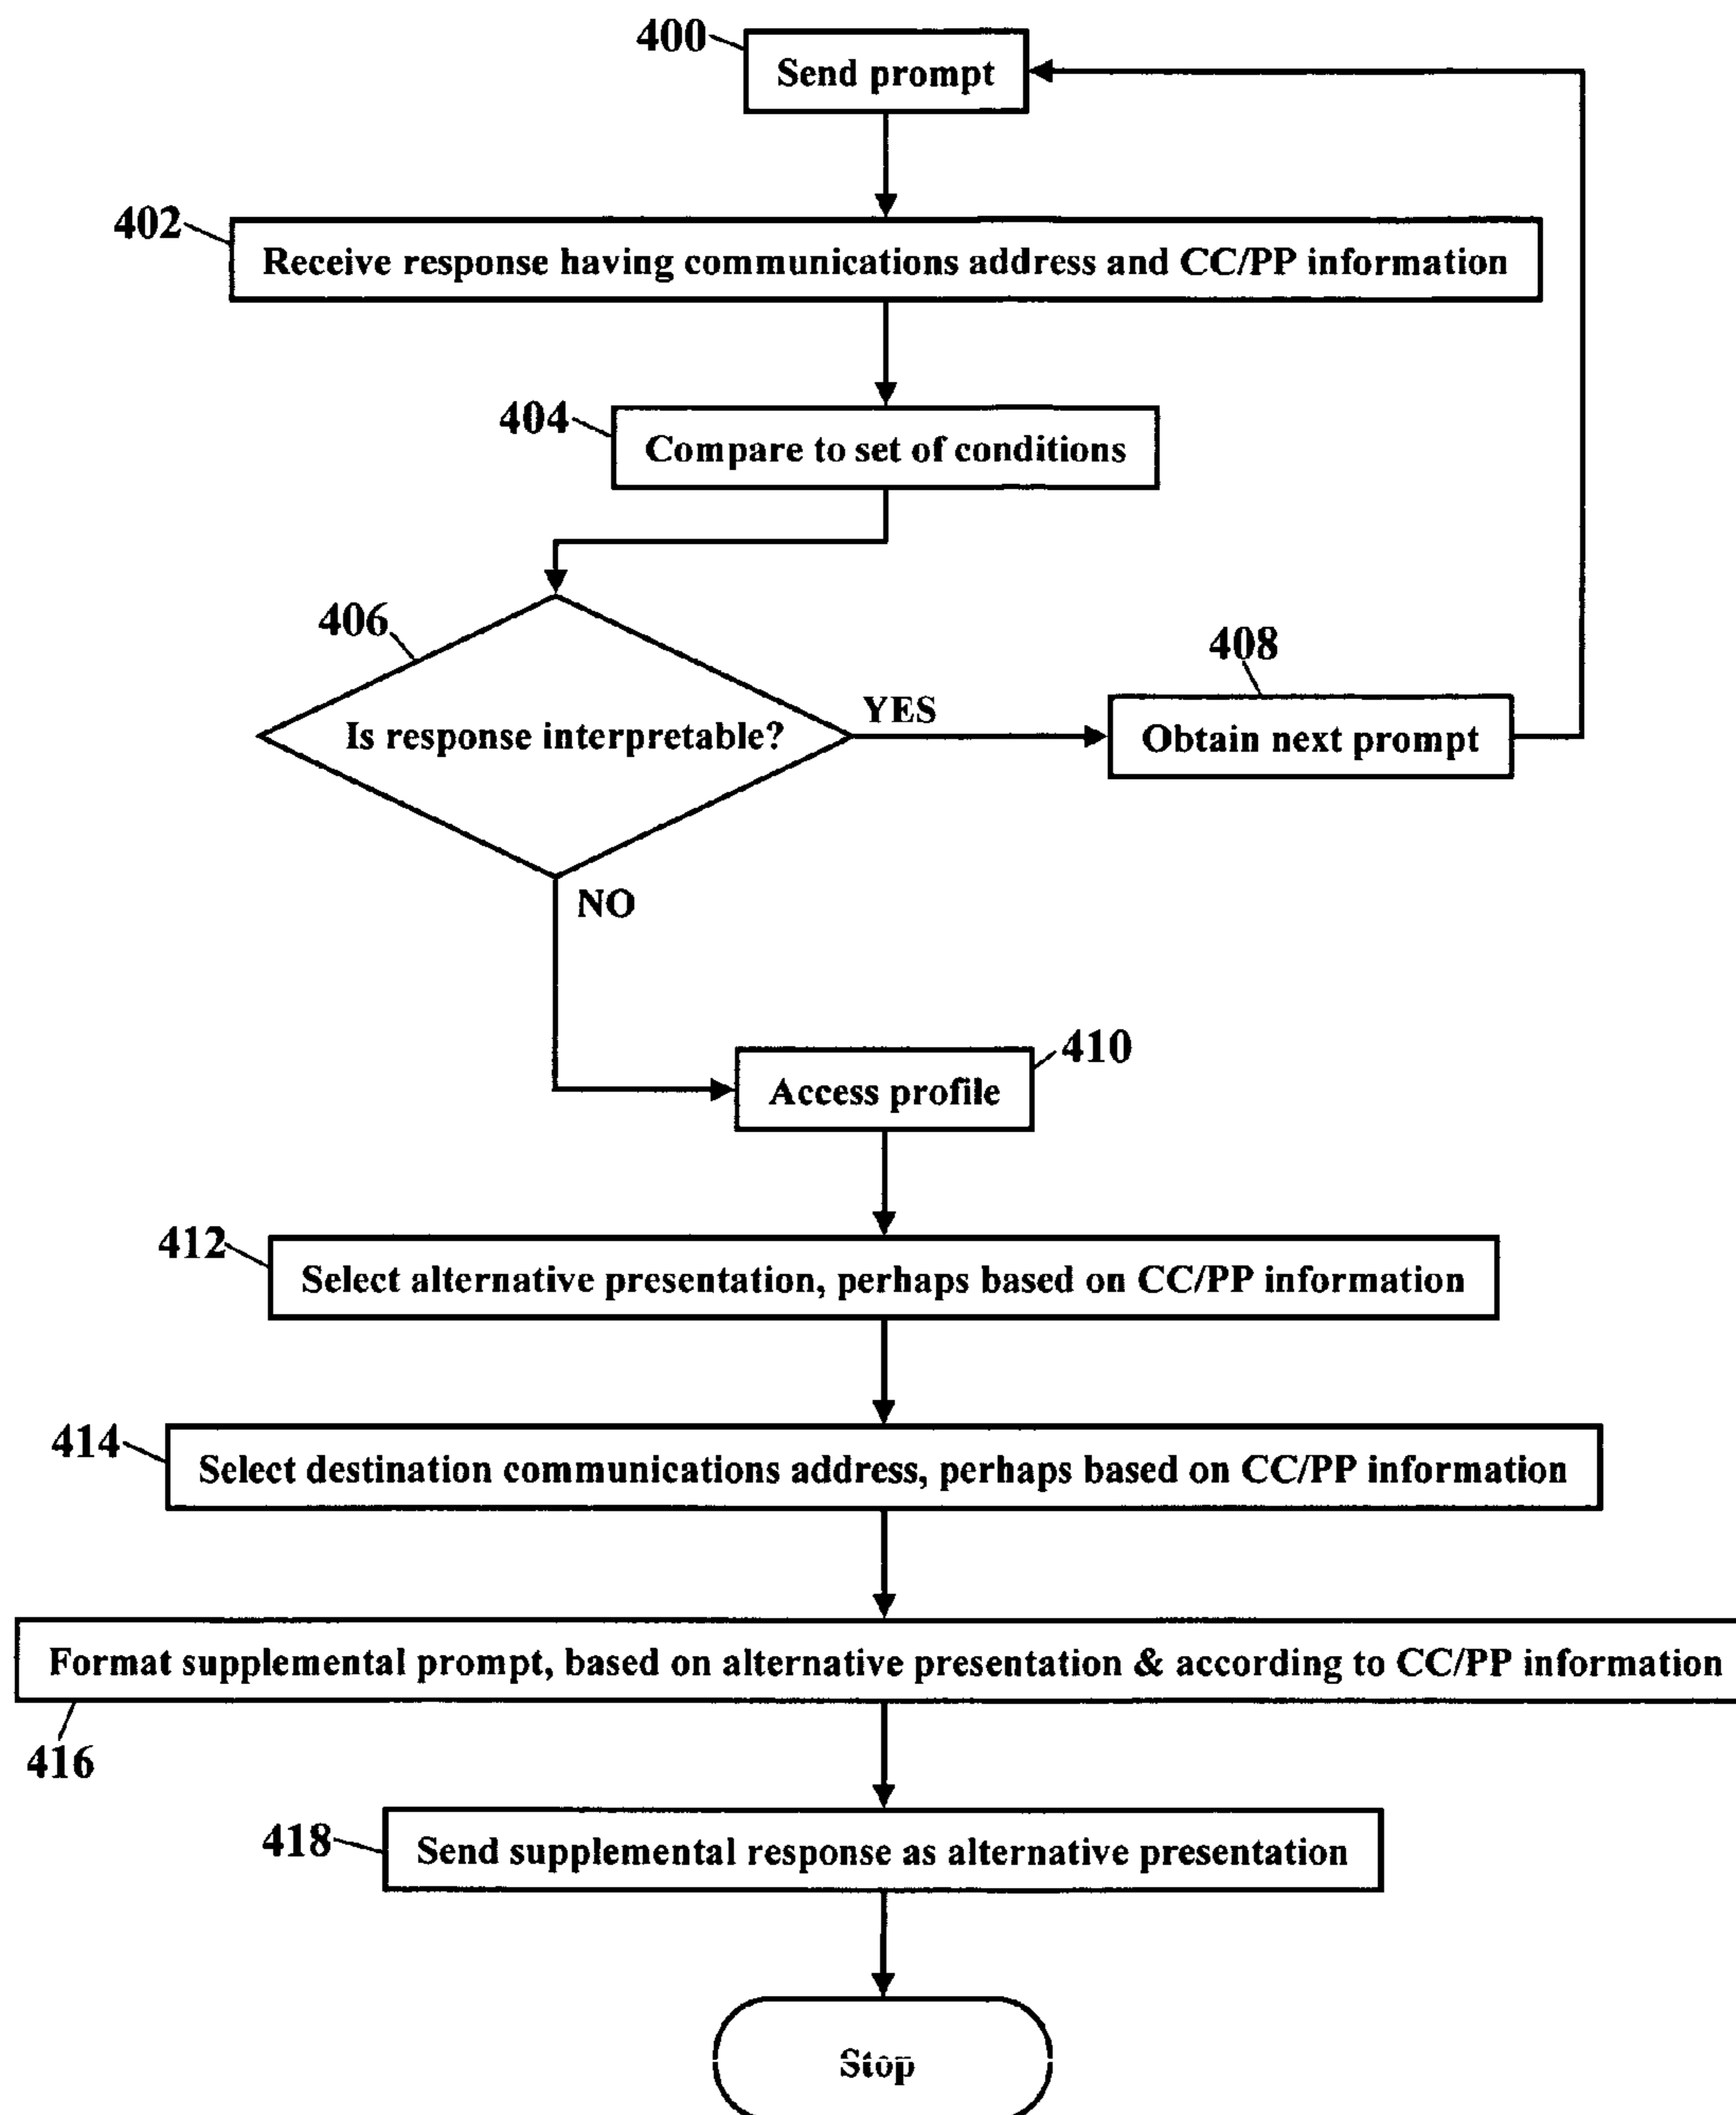 400
Send prompt
402
Receive response having communications address and CC/PP information
404
Compare to set of conditions
406
408
Is response interpretable?
YES
Obtain next prompt
NO
410
Access profile
412
Select alternative presentation, perhaps based on CC/PP information
414
Select destination communications address, perhaps based on CC/PP information
Format supplemental prompt, based on alternative presentation & according to CC/PP information
416
418
Send supplemental response as alternative presentation
Stop